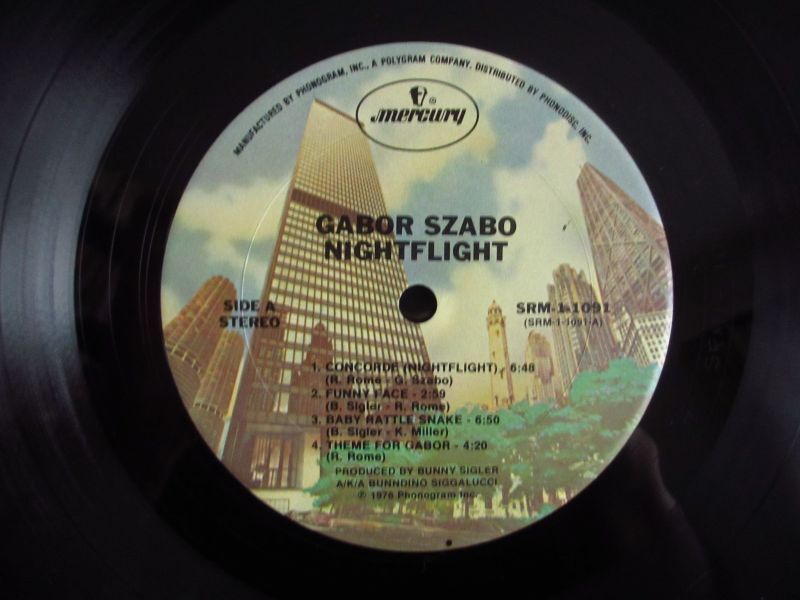 MANUFACTURED BY PHONOGRAM, INC., A POLYGRAM COMPANY. DISTRIBUTED BY PHONODISC, INC.
mercury ®
GABOR SZABO
NIGHTFLIGHT
SIDE A
STEREO
SRM-1-1091
(SRM-1-1091-A)
1. CONCORDE (NIGHTFLIGHT) - 6:48
(R. Rome - G. Szabo)
2. FUNNY FACE - 2:59
(B. Sigler - R. Rome)
3. BABY RATTLE SNAKE - 6:50
(B. Sigler - K. Miller)
4. THEME FOR GABOR - 4:20
(R. Rome)
PRODUCED BY BUNNY SIGLER
A/K/A BUNNDINO SIGGALUCCI
℗ 1976 Phonogram Inc.